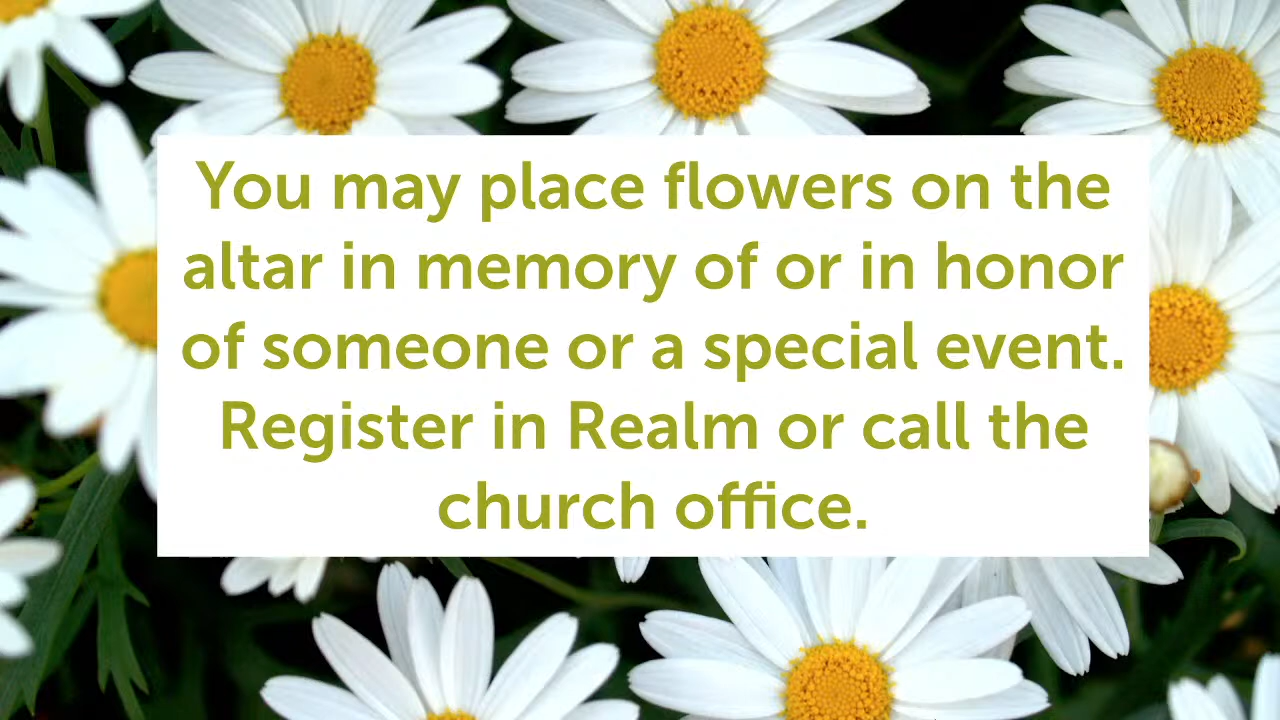 You may place flowers on the
altar in memory of or in honor
of someone or a special event.
Register in Realm or call the
church office.